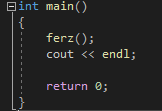 int main()
{
ferz();
cout << endl;
return 0;
}